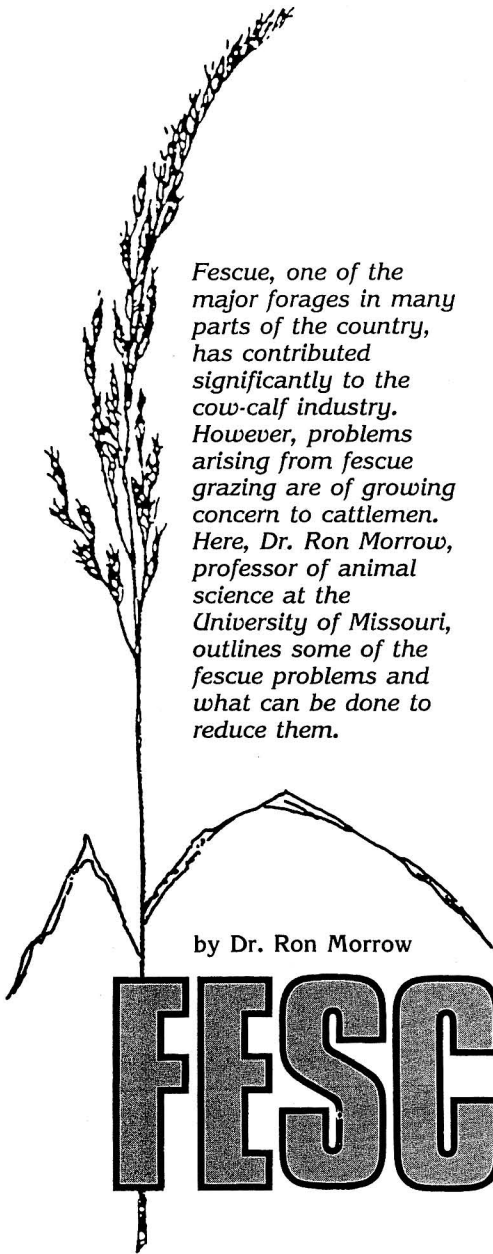 Fescue, one of the
major forages in many
parts of the country,
has contributed
significantly to the
cow-calf industry.
However, problems
arising from fescue
grazing are of growing
concern to cattlemen.
Here, Dr. Ron Morrow,
professor of animal
science at the
University of Missouri,
outlines some of the
fescue problems and
what can be done to
reduce them.
by Dr. Ron Morrow
FESC